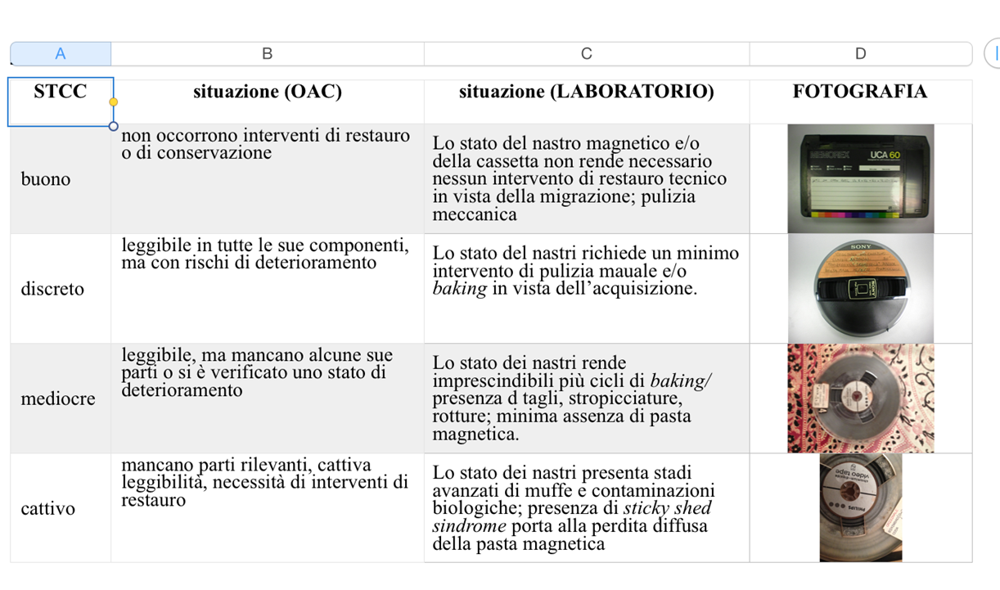 A B C D
STCC situazione (OAC) situazione (LABORATORIO) FOTOGRAFIA
buono
non occorrono interventi di restauro
o di conservazione
Lo stato del nastro magnetico e/o
della cassetta non rende necessario
nessun intervento di restauro tecnico
in vista della migrazione; pulizia
meccanica
MEMOREX UCA 60
discreto
leggibile in tutte le sue componenti,
ma con rischi di deterioramento
Lo stato del nastri richiede un minimo
intervento di pulizia mauale e/o
baking in vista dell’acquisizione.
SONY
SONY
mediocre
leggibile, ma mancano alcune sue
parti o si è verificato uno stato di
deterioramento
Lo stato dei nastri rende
imprescindibili più cicli di baking/
presenza d tagli, stropicciature,
rotture; minima assenza di pasta
magnetica.
cattivo
mancano parti rilevanti, cattiva
leggibilità, necessità di interventi di
restauro
Lo stato dei nastri presenta stadi
avanzati di muffe e contaminazioni
biologiche; presenza di sticky shed
sindrome porta alla perdita diffusa
della pasta magnetica
video tape
PHILIPS